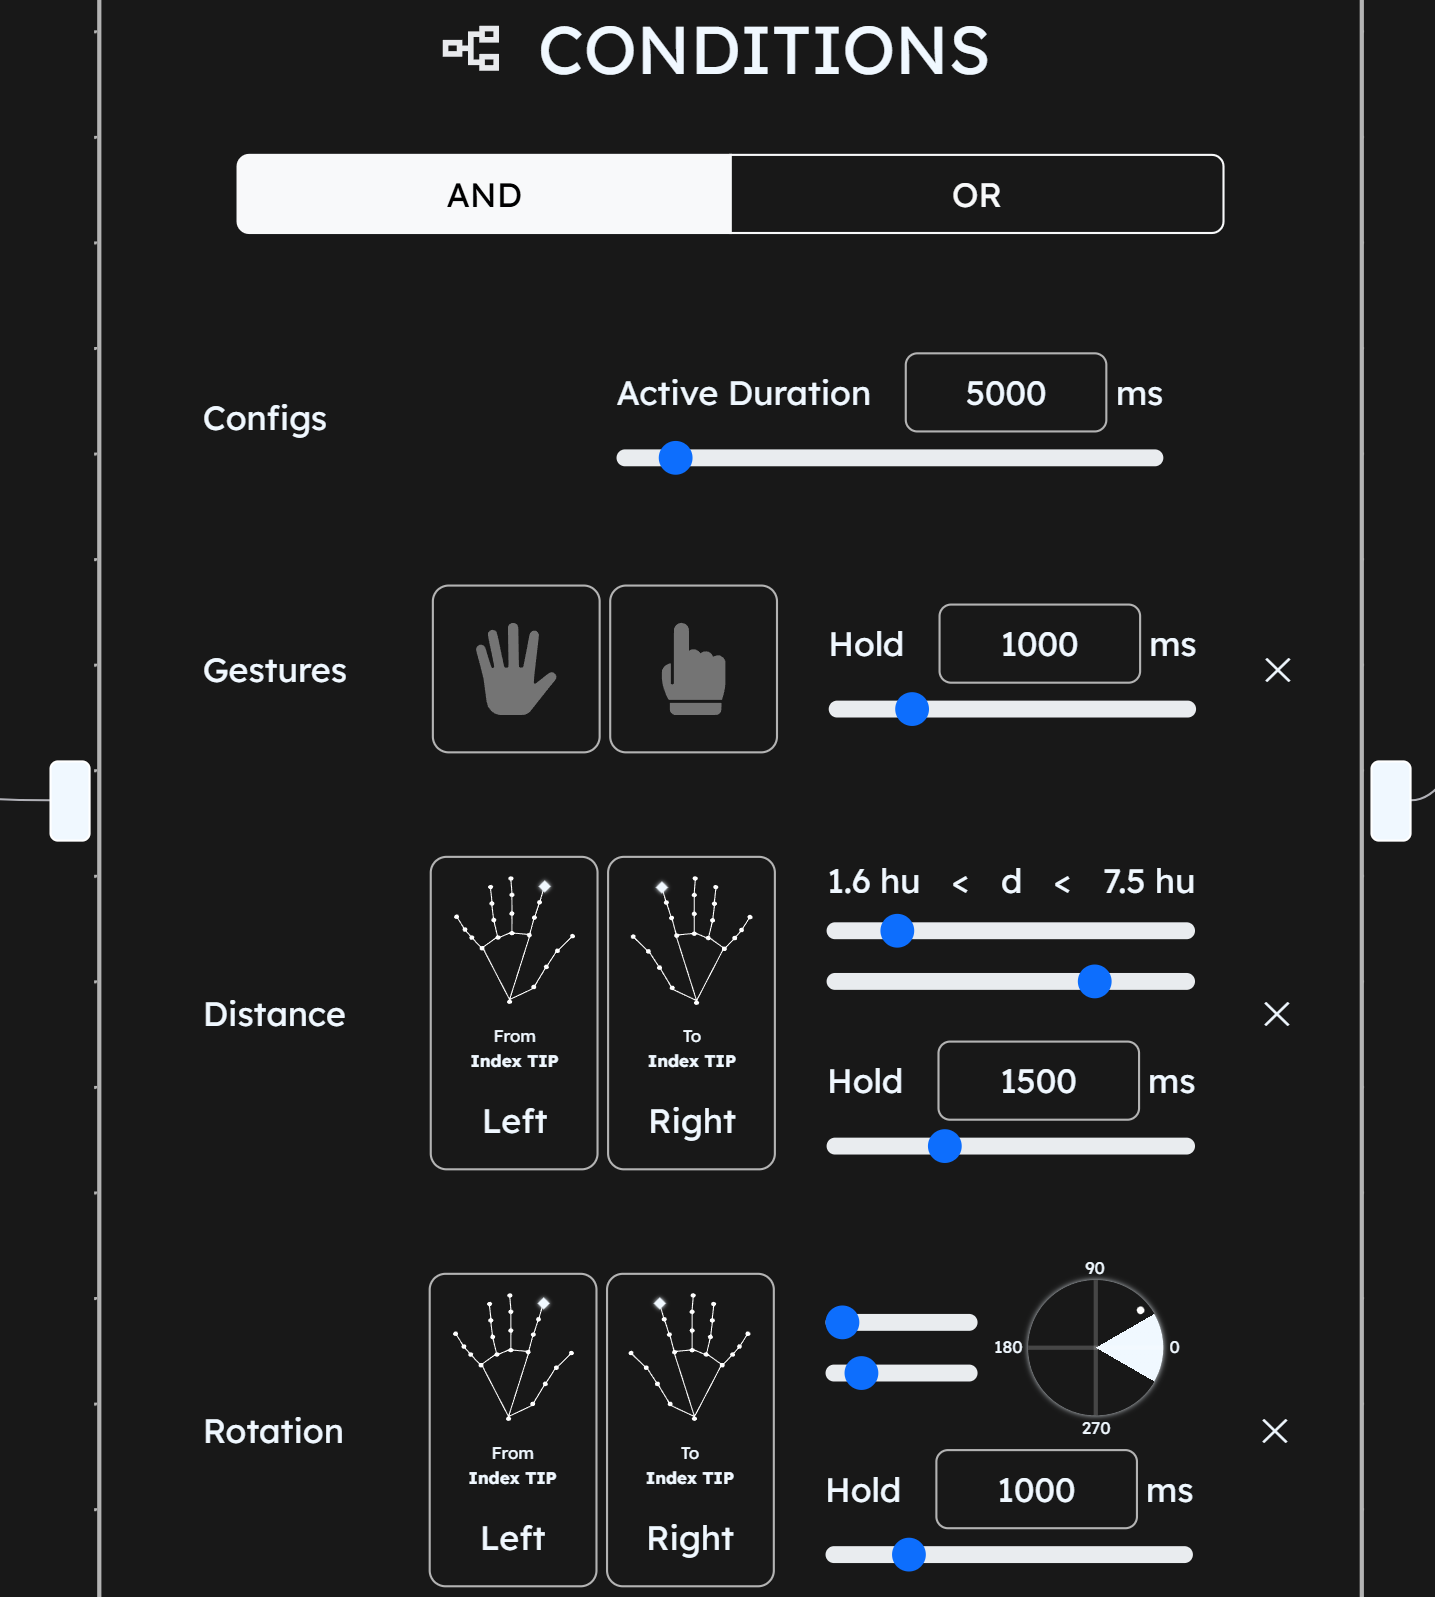 CONDITIONS
AND
OR
Configs
Active Duration 5000 ms
Gestures
Hold 1000 ms
Distance
From
Index TIP
Left
To
Index TIP
Right
1.6 hu < d < 7.5 hu
Hold 1500 ms
Rotation
From
Index TIP
Left
To
Index TIP
Right
90
180
0
270
Hold 1000 ms